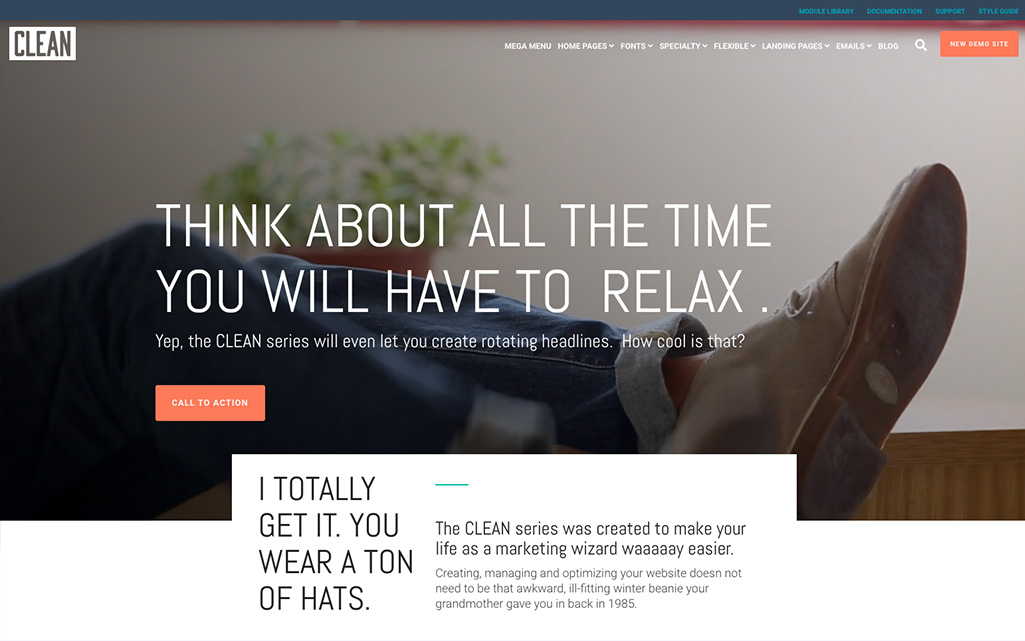 MODULE LIBRARY DOCUMENTATION SUPPORT STYLE GUIDE
CLEAN
MEGA MENU HOME PAGES FONTS SPECIALTY FLEXIBLE LANDING PAGES EMAILS BLOG
NEW DEMO SITE
THINK ABOUT ALL THE TIME
YOU WILL HAVE TO RELAX .
Yep, the CLEAN series will even let you create rotating headlines. How cool is that?
CALL TO ACTION
I TOTALLY
GET IT. YOU
WEAR A TON
OF HATS.
The CLEAN series was created to make your
life as a marketing wizard waaaaay easier.
Creating, managing and optimizing your website doesn not
need to be that awkward, ill-fitting winter beanie your
grandmother gave you in back in 1985.